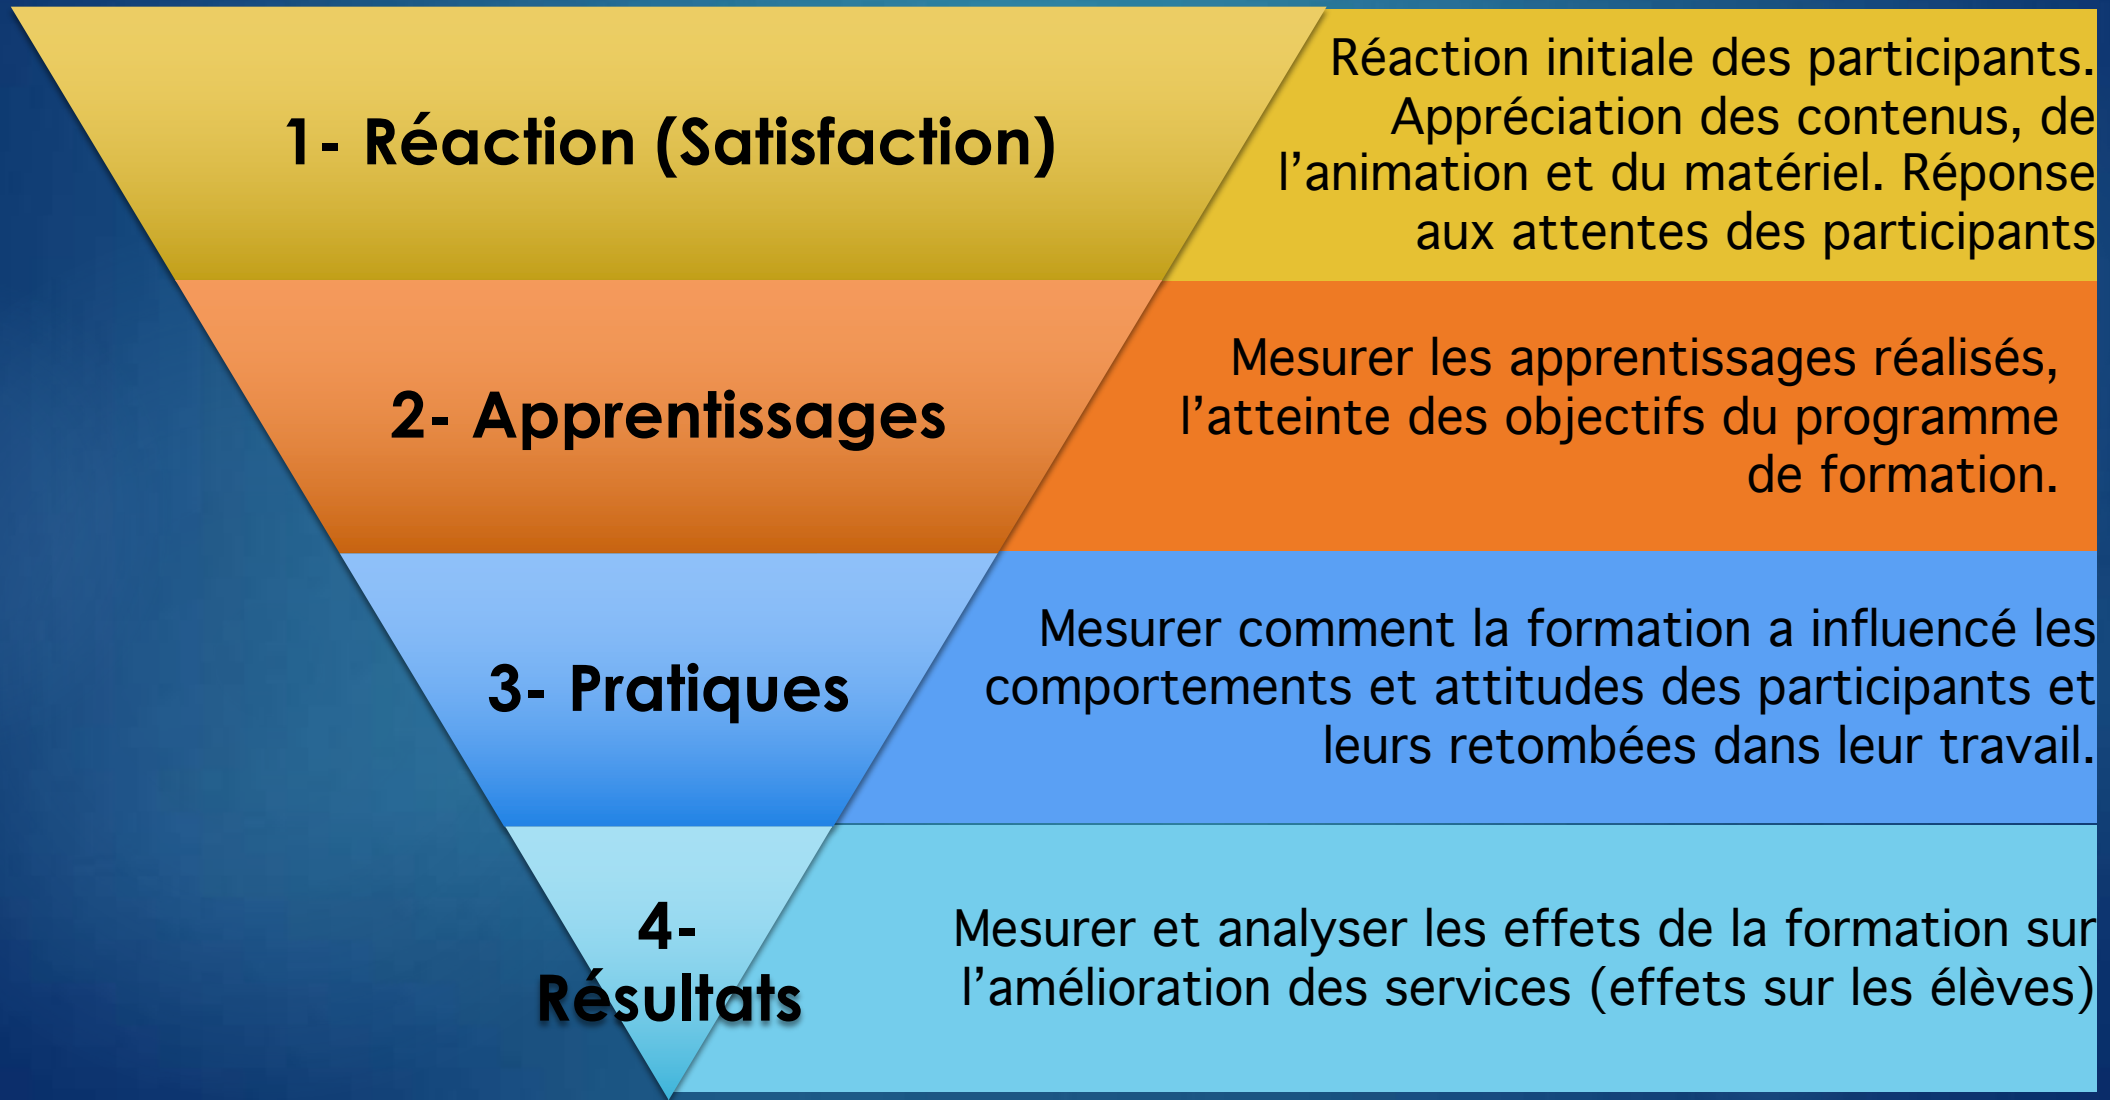 1- Réaction (Satisfaction)
Réaction initiale des participants.
Appréciation des contenus, de
l’animation et du matériel. Réponse
aux attentes des participants
2- Apprentissages
Mesurer les apprentissages réalisés,
l’atteinte des objectifs du programme
de formation.
3- Pratiques
Mesurer comment la formation a influencé les
comportements et attitudes des participants et
leurs retombées dans leur travail.
4-
Résultats
Mesurer et analyser les effets de la formation sur
l’amélioration des services (effets sur les élèves)